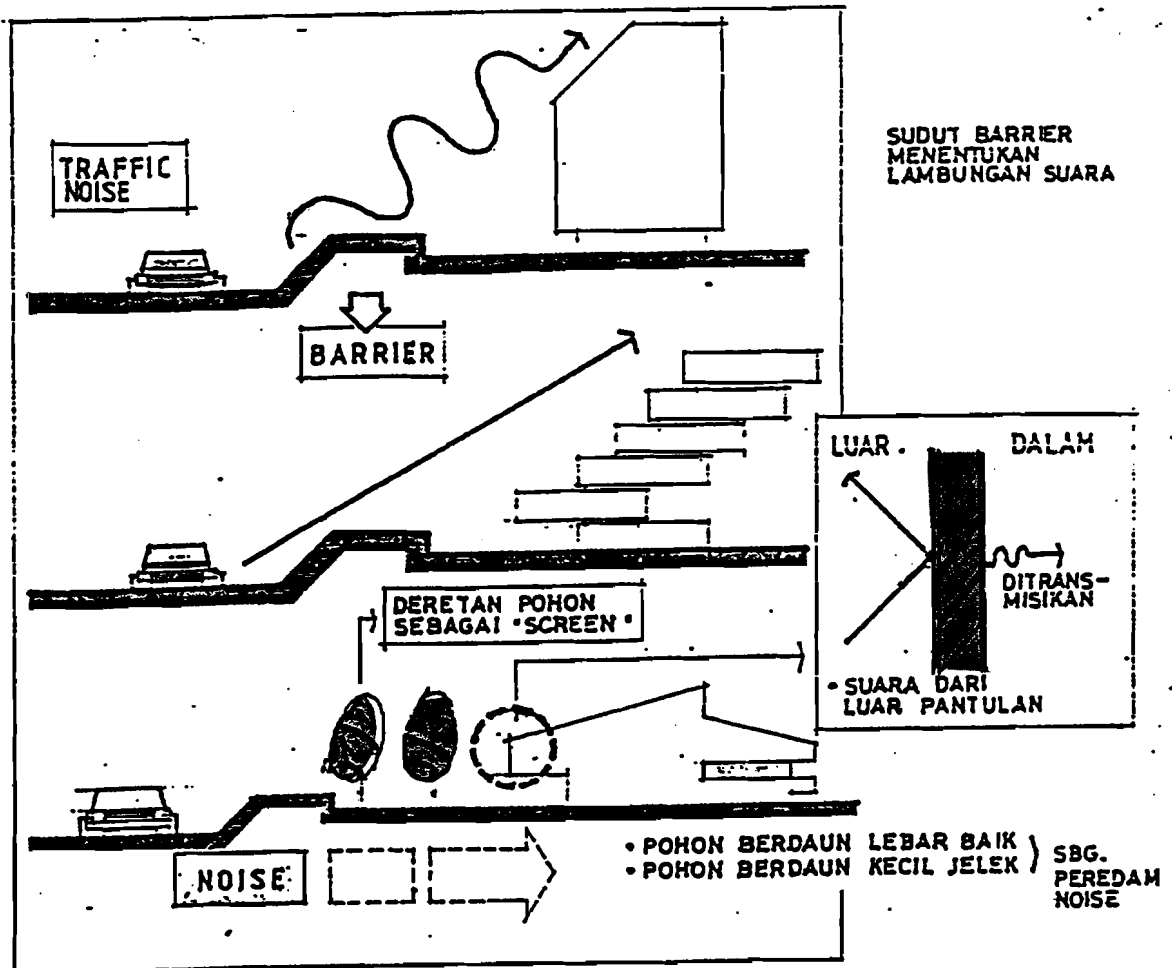 TRAFFIC
NOISE
SUDUT BARRIER
MENENTUKAN
LAMBUNGAN SUARA
BARRIER
LUAR.
DALAM
DITRANS-
MISIKAN
• SUARA DARI
LUAR PANTULAN
DERETAN POHON
SEBAGAI "SCREEN"
NOISE
• POHON BERDAUN LEBAR BAIK
• POHON BERDAUN KECIL JELEK
} SBG.
PEREDAM
NOISE